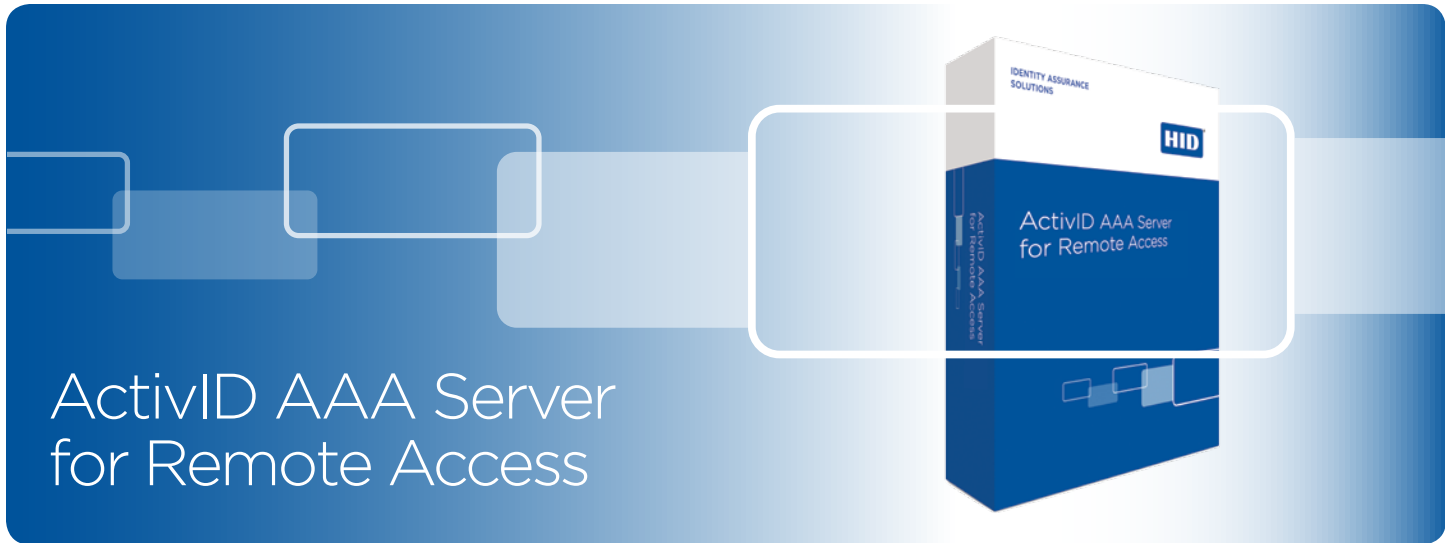 IDENTITY ASSURANCE
SOLUTIONS
HID
ActivID AAA Server
for Remote Access
ActivID AAA Server
for Remote Access
ActivID AAA Server
for Remote Access